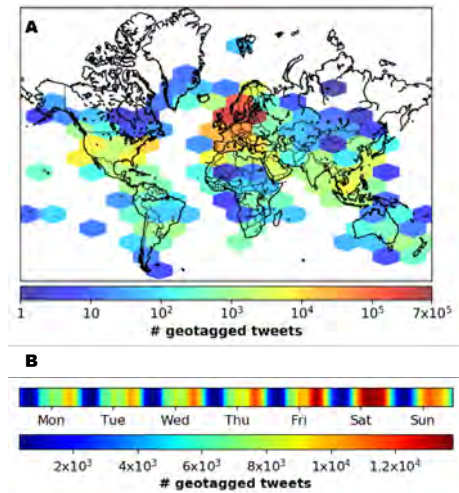 A
1 10 10² 10³ 10⁴ 10⁵ 7x10⁵
# geotagged tweets
B
Mon Tue Wed Thu Fri Sat Sun
2x10³ 4x10³ 6x10³ 8x10³ 1x10⁴ 1.2x10⁴
# geotagged tweets